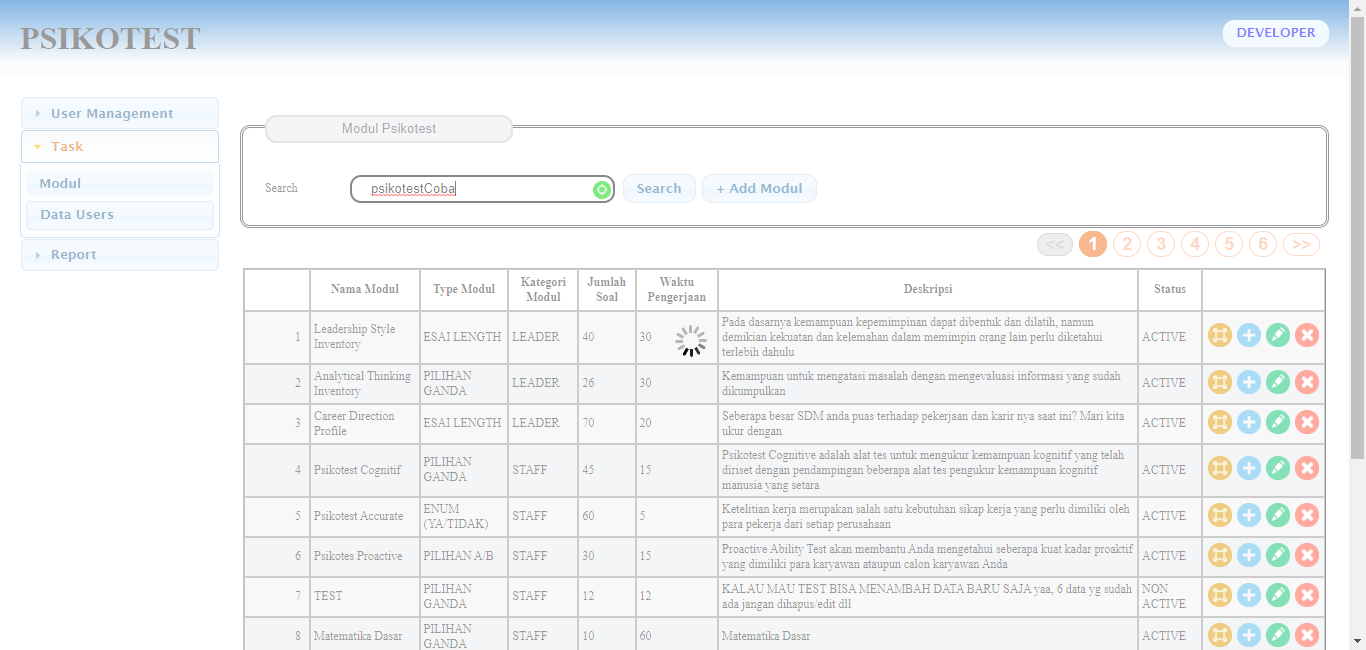 PSIKOTEST
DEVELOPER
User Management
Task
Modul
Data Users
Report
Modul Psikotest
Search
psikotestCoba
Search
+ Add Modul
<< 1 2 3 4 5 6 >>
Nama Modul
Type Modul
Kategori
Modul
Jumlah
Soal
Waktu
Pengerjaan
Deskripsi
Status
1
Leadership Style
Inventory
ESAI LENGTH
LEADER
40
30
Pada dasarnya kemampuan kepemimpinan dapat dibentuk dan dilatih, namun
demikian kekuatan dan kelemahan dalam memimpin orang lain perlu diketahui
terlebih dahulu
ACTIVE
2
Analytical Thinking
Inventory
PILIHAN
GANDA
LEADER
26
30
Kemampuan untuk mengatasi masalah dengan mengevaluasi informasi yang sudah
dikumpulkan
ACTIVE
3
Career Direction
Profile
ESAI LENGTH
LEADER
70
20
Seberapa besar SDM anda puas terhadap pekerjaan dan karir nya saat ini? Mari kita
ukur dengan
ACTIVE
4
Psikotest Cognitif
PILIHAN
GANDA
STAFF
45
15
Psikotest Cognitive adalah alat tes untuk mengukur kemampuan kognitif yang telah
diriset dengan pendampingan beberapa alat tes pengukur kemampuan kognitif
manusia yang setara
ACTIVE
5
Psikotest Accurate
ENUM
(YA/TIDAK)
STAFF
60
5
Ketelitian kerja merupakan salah satu kebutuhan sikap kerja yang perlu dimiliki oleh
para pekerja dari setiap perusahaan
ACTIVE
6
Psikotes Proactive
PILIHAN A/B
STAFF
30
15
Proactive Ability Test akan membantu Anda mengetahui seberapa kuat kadar proaktif
yang dimiliki para karyawan ataupun calon karyawan Anda
ACTIVE
7
TEST
PILIHAN
GANDA
STAFF
12
12
KALAU MAU TEST BISA MENAMBAH DATA BARU SAJA yaa, 6 data yg sudah
ada jangan dihapus/edit dll
NON
ACTIVE
8
Matematika Dasar
PILIHAN
GANDA
STAFF
10
60
Matematika Dasar
ACTIVE